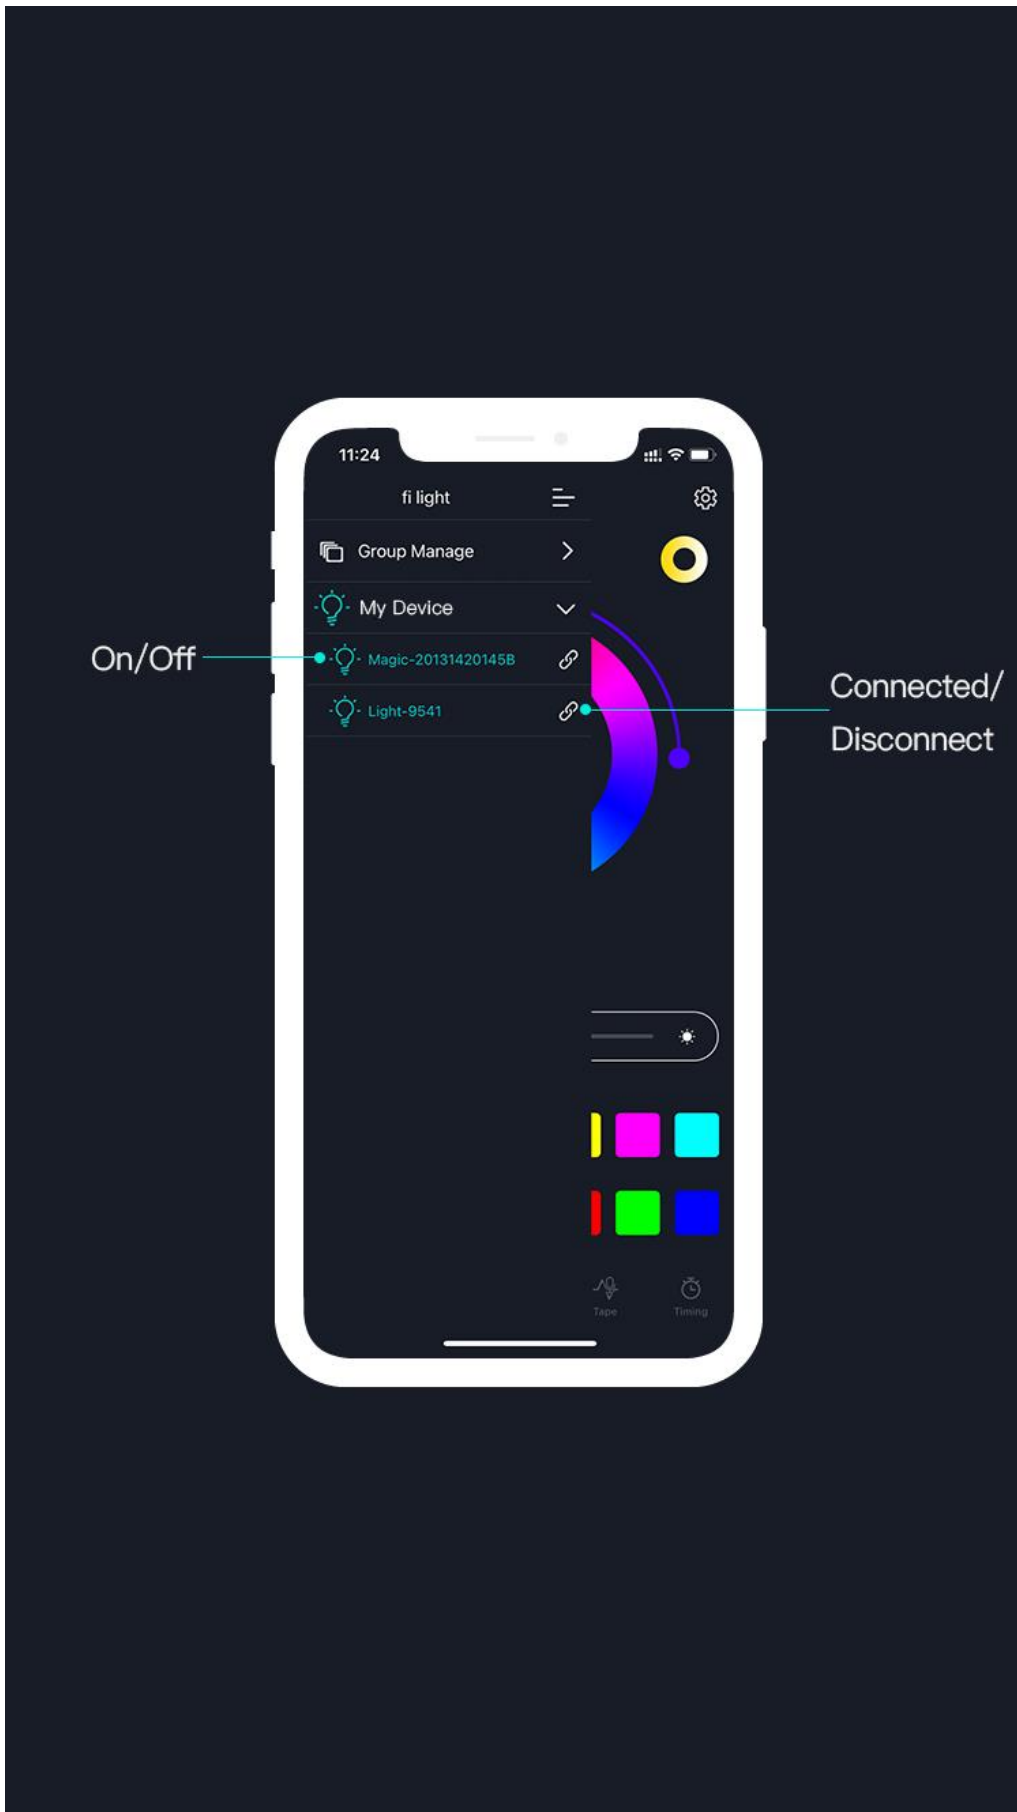 11:24
fi light
Group Manage
My Device
On/Off
Magic-20131420145B
Light-9541
Connected/
Disconnect
Tape
Timing